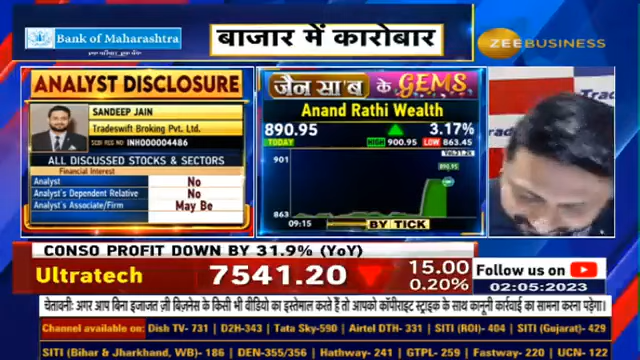 Bank of Maharashtra
बाजार में कारोबार
ZEE BUSINESS
ANALYST DISCLOSURE
SANDEEP JAIN
Tradeswift Broking Pvt. Ltd.
SEBI REG NO INH000004486
ALL DISCUSSED STOCKS & SECTORS
Financial Interest
Analyst No
Analyst's Dependent Relative No
Analyst's Associate/Firm May Be
जैन सा'ब के GEMS
Anand Rathi Wealth
890.95 3.17%
TODAY HIGH 900.95 LOW 863.45
901
890.95
863
09:15 BY TICK
CONSO PROFIT DOWN BY 31.9% (YoY)
Ultratech 7541.20 15.00 0.20%
Follow us on
02:05:2023
चेतावनी: अगर आप बिना इजाजत ज़ी बिज़नेस के किसी भी वीडियो का इस्तेमाल करते हैं तो आपको कॉपीराइट स्ट्राइक के साथ कानूनी कार्रवाई का सामना करना पड़ेगा.
Channel available on: Dish TV- 731 | D2H-343 | Tata Sky-590 | Airtel DTH- 331 | SITI (ROI) - 404 | SITI (Gujarat) - 429
SITI (Bihar & Jharkhand, WB)- 186 | DEN-355/356 | Hathway-241 | GTPL-259 | Fastway-220 | UCN-122